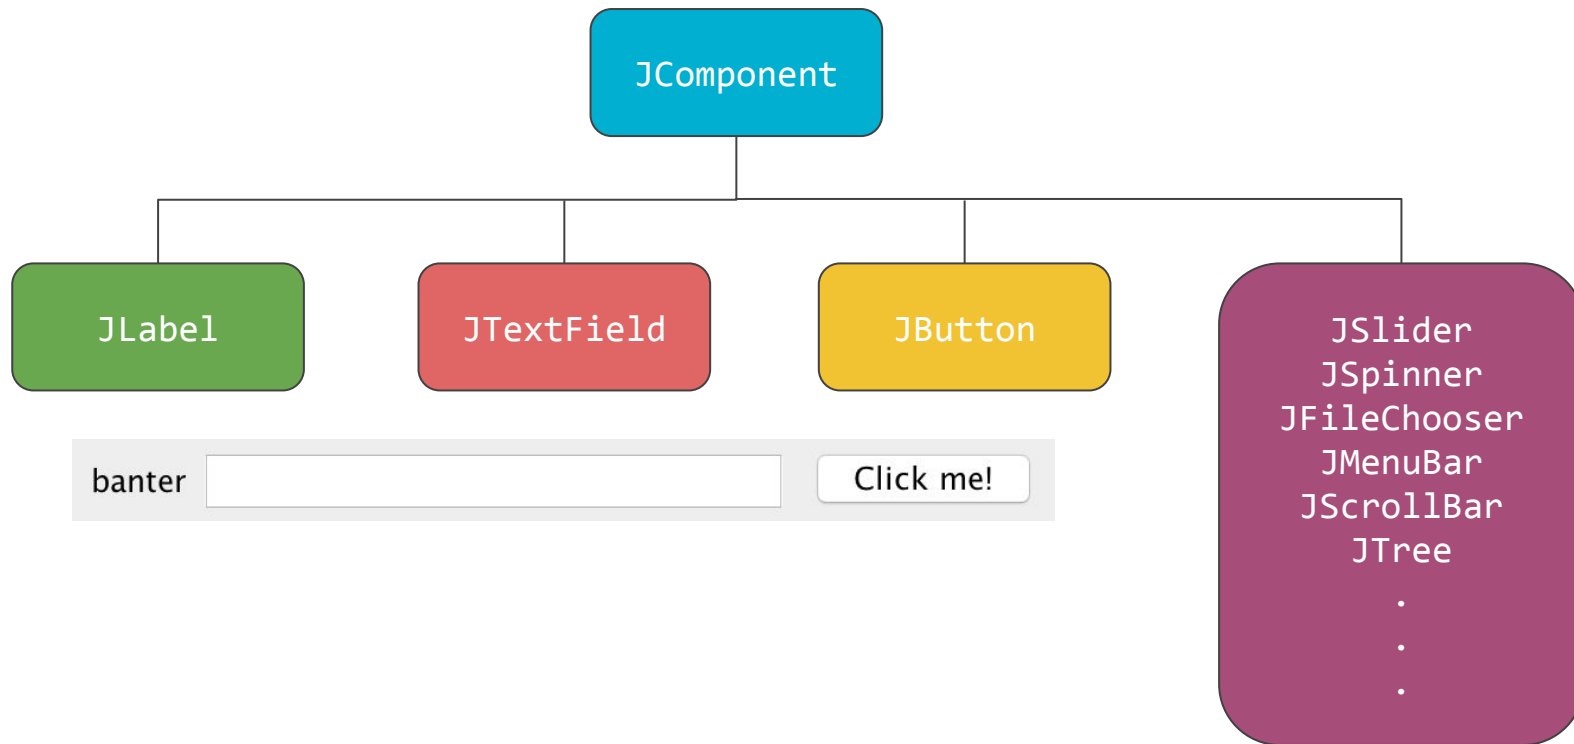 JComponent
JLabel
JTextField
JButton
JSlider
JSpinner
JFileChooser
JMenuBar
JScrollBar
JTree
.
.
.
banter
Click me!